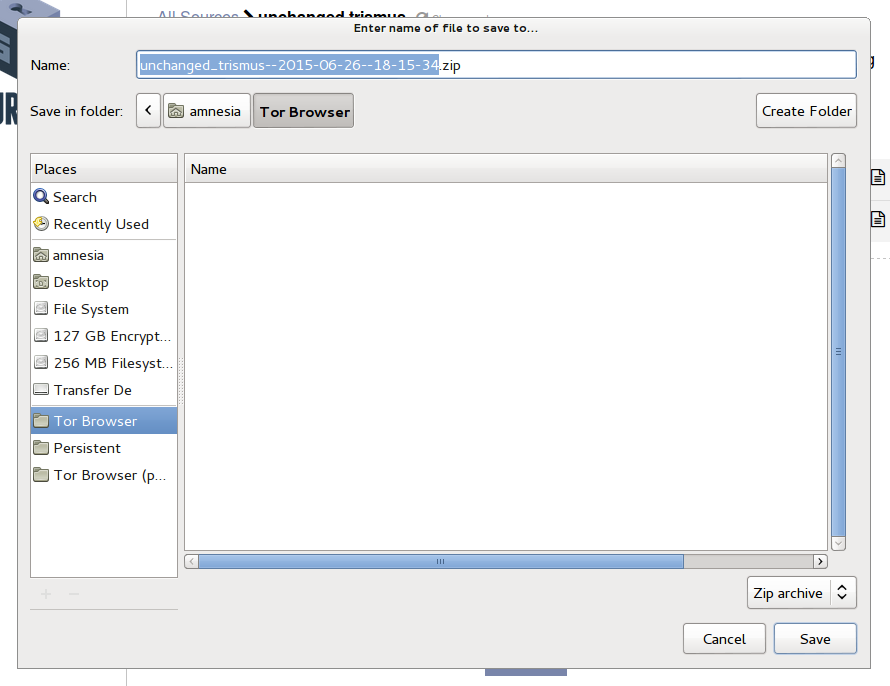 All Sources unchanged trismus
Enter name of file to save to...
Name: unchanged_trismus--2015-06-26--18-15-34.zip
Save in folder: < amnesia Tor Browser Create Folder
Places Name
Search
Recently Used
amnesia
Desktop
File System
127 GB Encrypt...
256 MB Filesyst...
Transfer De
Tor Browser
Persistent
Tor Browser (p...
Zip archive
Cancel Save